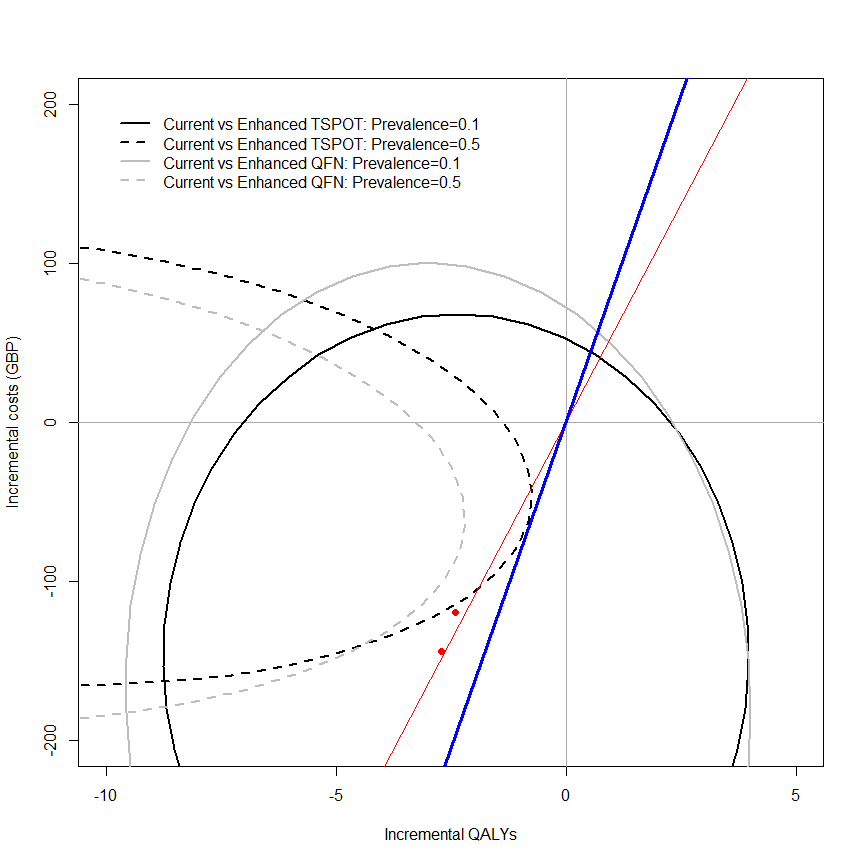 Current vs Enhanced TSPOT: Prevalence=0.1
Current vs Enhanced TSPOT: Prevalence=0.5
Current vs Enhanced QFN: Prevalence=0.1
Current vs Enhanced QFN: Prevalence=0.5
200
100
0
-100
-200
Incremental costs (GBP)
-10
-5
0
5
Incremental QALYs